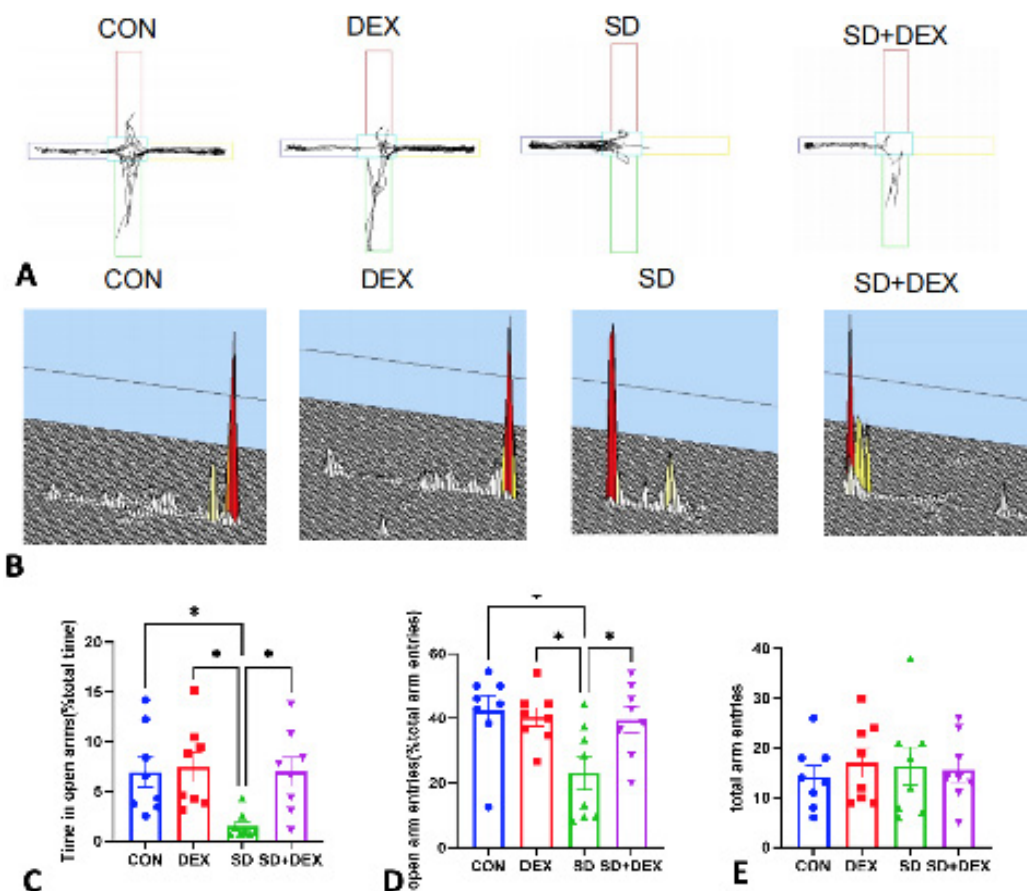 CON DEX SD SD+DEX
A
CON DEX SD SD+DEX
B
Time in open arms(%total time)
20
15
10
5
0
* * *
CON DEX SD SD+DEX
C
open arm entries(%total arm entries)
60
40
20
0
* *
CON DEX SD SD+DEX
D
total arm entries
40
30
20
10
0
CON DEX SD SD+DEX
E